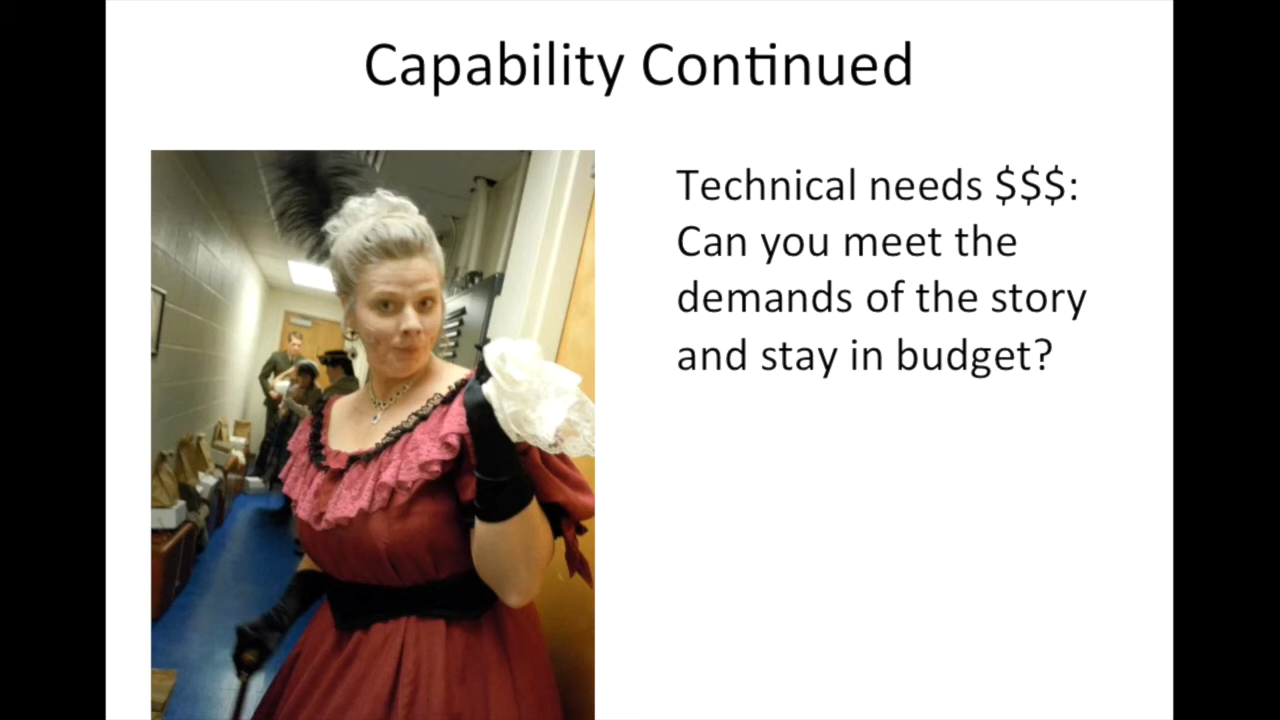 Capability Continued
Technical needs $$$:
Can you meet the
demands of the story
and stay in budget?